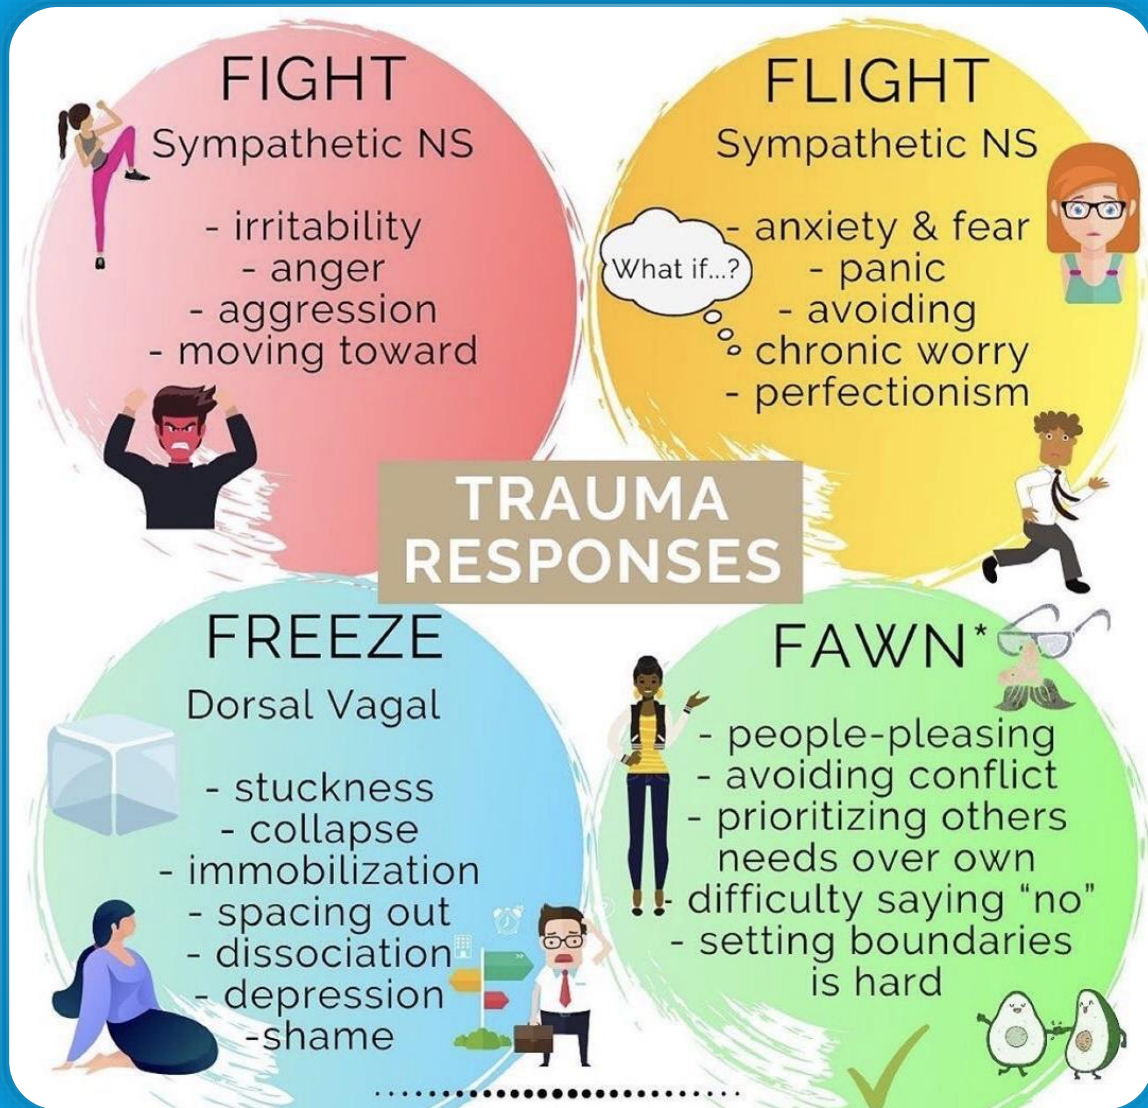 FIGHT
Sympathetic NS
- irritability
- anger
- aggression
- moving toward
FLIGHT
Sympathetic NS
What if...?
- anxiety & fear
- panic
- avoiding
chronic worry
- perfectionism
TRAUMA
RESPONSES
FREEZE
Dorsal Vagal
- stuckness
- collapse
- immobilization
- spacing out
- dissociation
- depression
-shame
FAWN*
- people-pleasing
- avoiding conflict
- prioritizing others
needs over own
- difficulty saying “no”
- setting boundaries
is hard